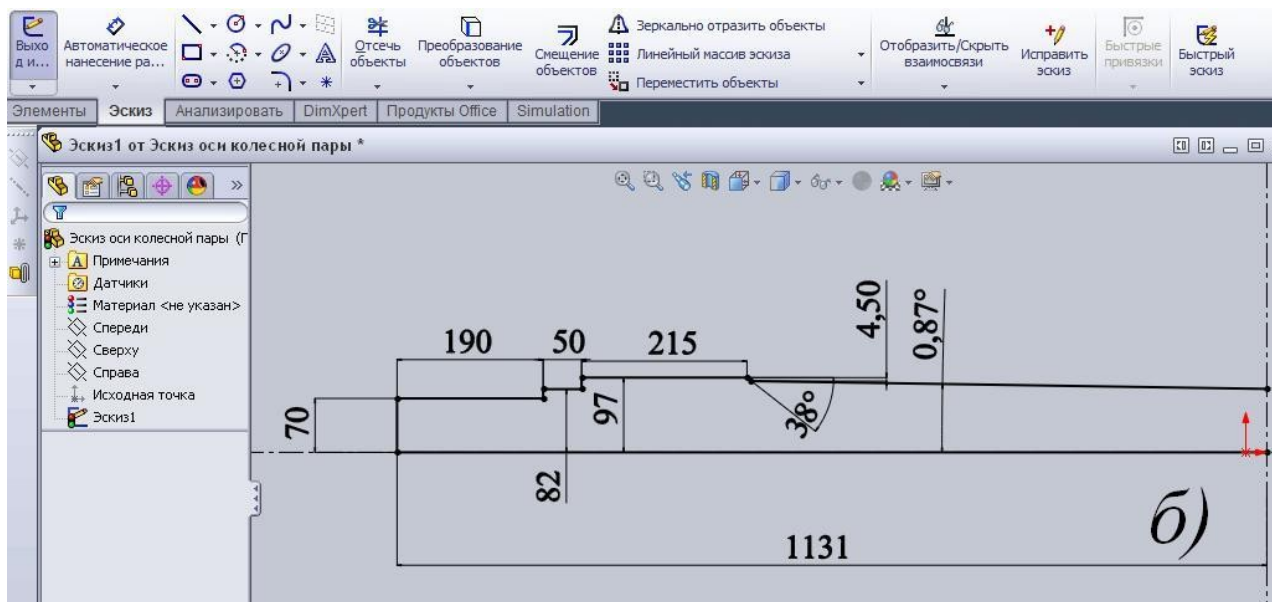 Выхо
д и...
Автоматическое
нанесение ра...
Отсечь
объекты
Преобразование
объектов
Смещение
объектов
Зеркально отразить объекты
Линейный массив эскиза
Переместить объекты
Отобразить/Скрыть
взаимосвязи
Исправить
эскиз
Быстрые
привязки
Быстрый
эскиз
Элементы Эскиз Анализировать DimXpert Продукты Office Simulation
Эскиз1 от Эскиз оси колесной пары *
Эскиз оси колесной пары (Г
Примечания
Датчики
Материал <не указан>
Спереди
Сверху
Справа
Исходная точка
Эскиз1
190 50 215 4,50 0,87°
70 97 38°
82
1131
б)